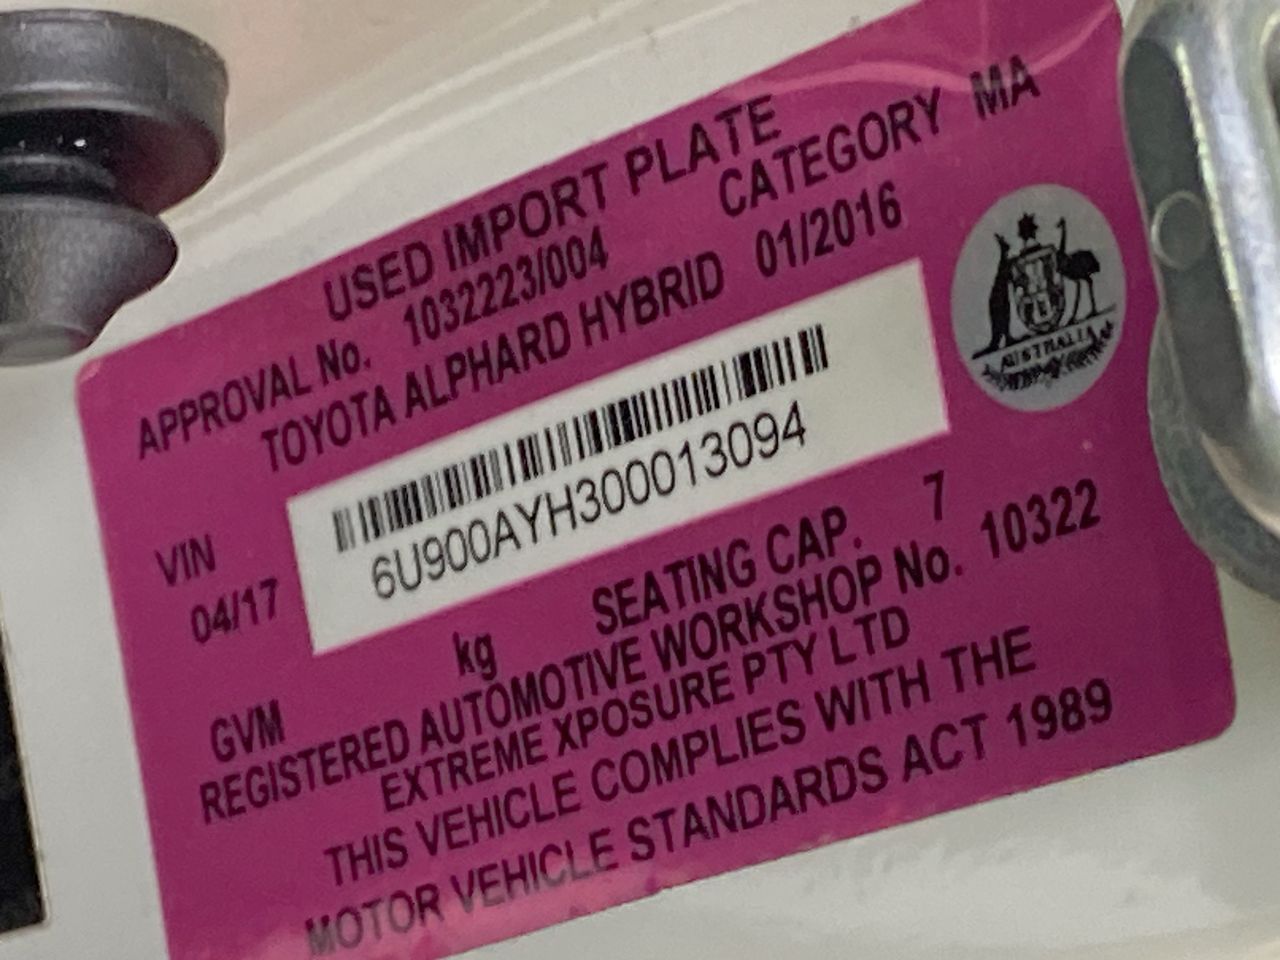 USED IMPORT PLATE
APPROVAL No. 1032223/004 CATEGORY MA
TOYOTA ALPHARD HYBRID 01/2016
VIN 6U900AYH300013094
04/17
GVM kg SEATING CAP. 7
REGISTERED AUTOMOTIVE WORKSHOP No. 10322
EXTREME XPOSURE PTY LTD
THIS VEHICLE COMPLIES WITH THE
MOTOR VEHICLE STANDARDS ACT 1989
AUSTRALIA